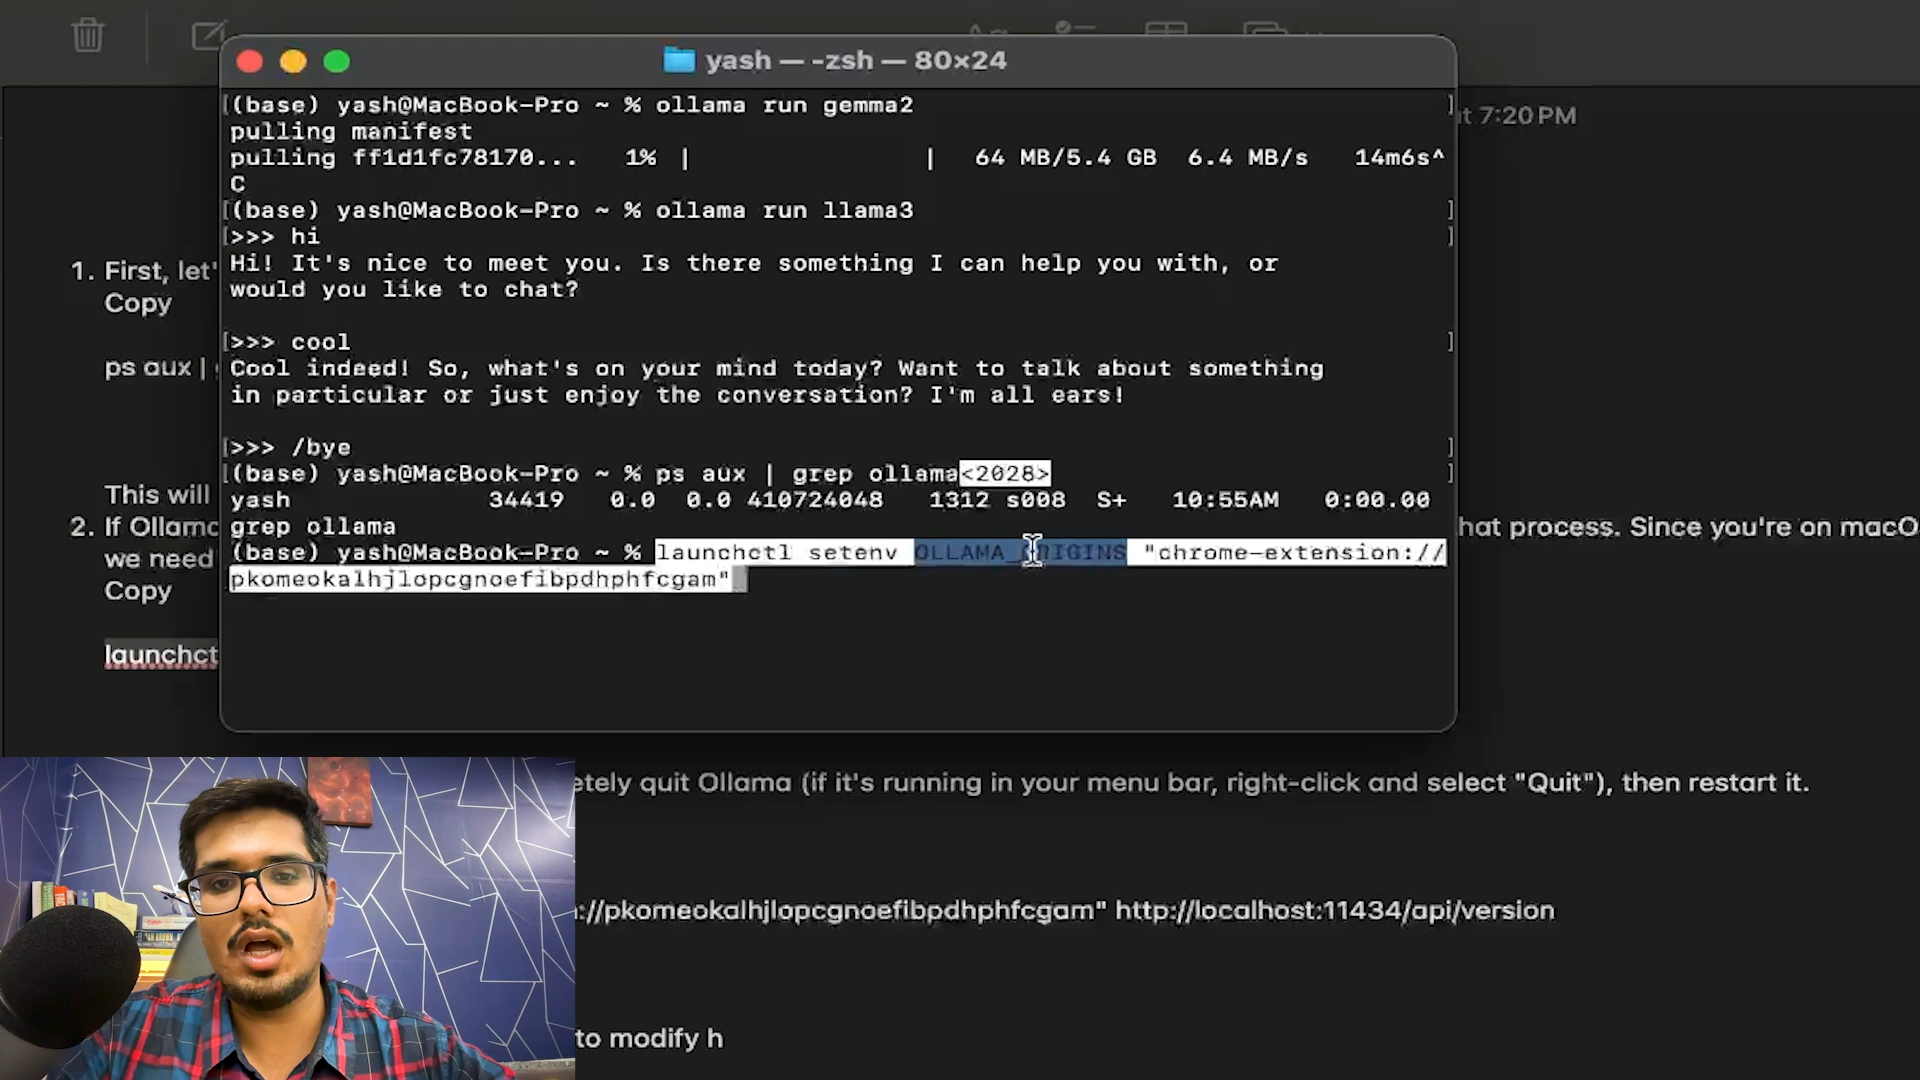 yash — -zsh — 80×24
t 7:20 PM
(base) yash@MacBook-Pro ~ % ollama run gemma2
pulling manifest
pulling ff1d1fc78170... 1% | | 64 MB/5.4 GB 6.4 MB/s 14m6s^
C
(base) yash@MacBook-Pro ~ % ollama run llama3
>>> hi
Hi! It's nice to meet you. Is there something I can help you with, or
would you like to chat?
>>> cool
Cool indeed! So, what's on your mind today? Want to talk about something
in particular or just enjoy the conversation? I'm all ears!
>>> /bye
(base) yash@MacBook-Pro ~ % ps aux | grep ollama<2028>
yash 34419 0.0 0.0 410724048 1312 s008 S+ 10:55AM 0:00.00
grep ollama
(base) yash@MacBook-Pro ~ % launchctl setenv OLLAMA_ORIGINS "chrome-extension://
pkomeokalhjlopcgnoefibpdhphfcgam"
1. First, let'
Copy
ps aux |
This will
2. If Ollama hat process. Since you're on macO
we need
Copy
launchct
etely quit Ollama (if it's running in your menu bar, right-click and select "Quit"), then restart it.
://pkomeokalhjlopcgnoefibpdhphfcgam" http://localhost:11434/api/version
to modify h